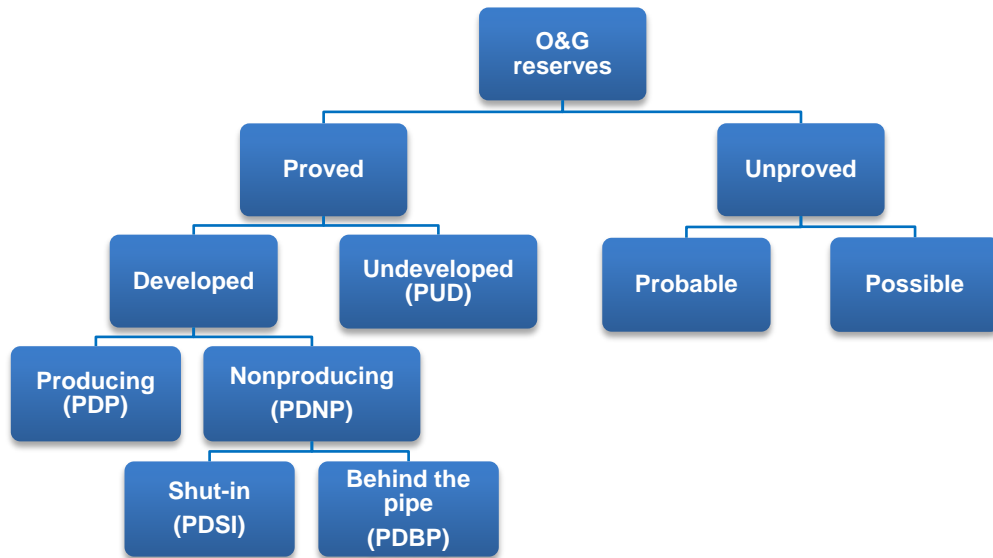 O&G
reserves
Proved
Unproved
Developed
Undeveloped
(PUD)
Probable
Possible
Producing
(PDP)
Nonproducing
(PDNP)
Shut-in
(PDSI)
Behind the
pipe
(PDBP)